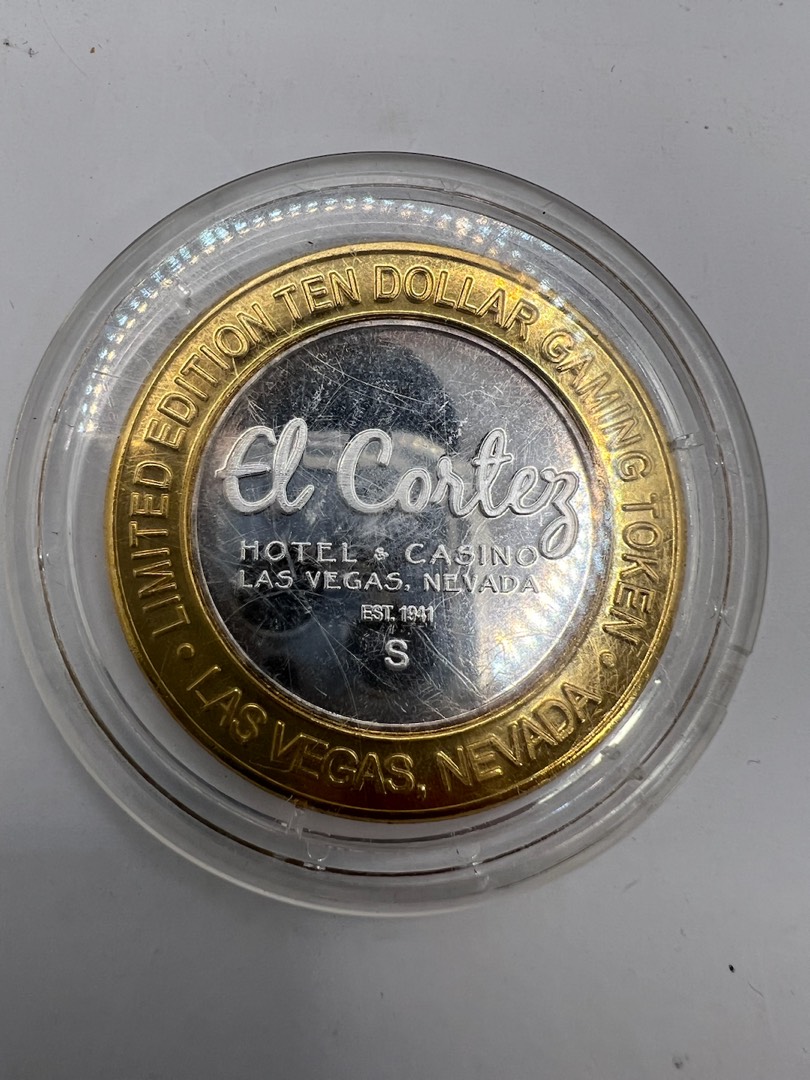 • LIMITED EDITION TEN DOLLAR GAMING TOKEN •
El Cortez
HOTEL & CASINO
LAS VEGAS, NEVADA
EST. 1941
S
LAS VEGAS, NEVADA